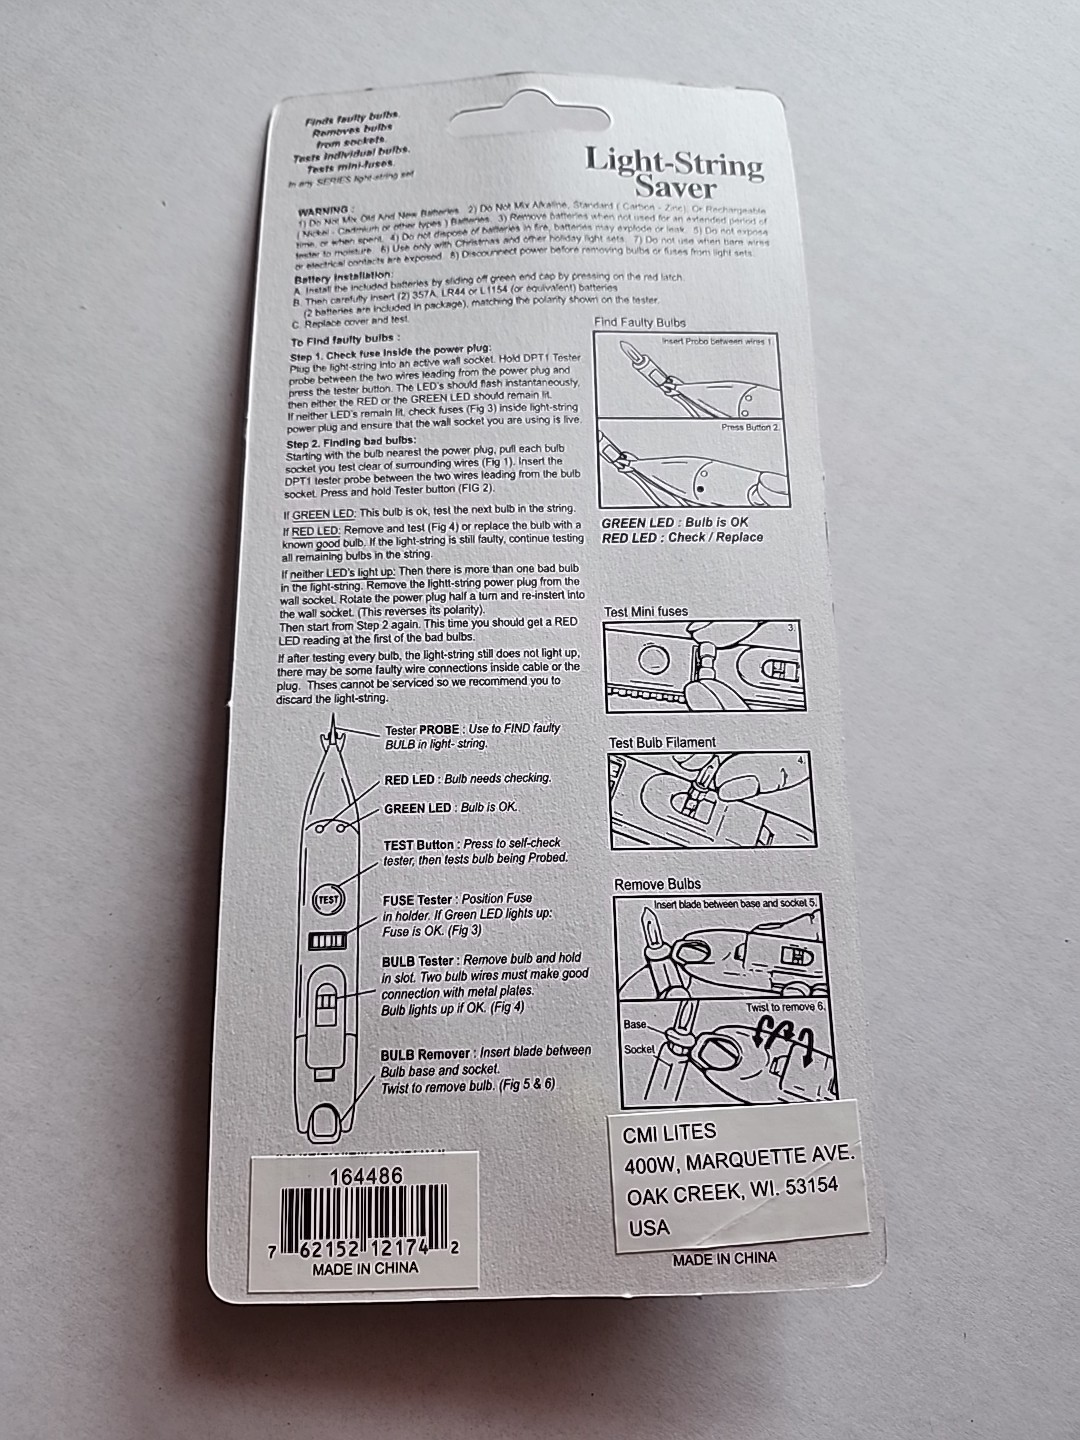 Finds faulty bulbs.
Removes bulbs
from sockets.
Tests individual bulbs.
Tests mini-fuses.
In any SERIES light-string set
Light-String
Saver
WARNING :
1) Do Not Mix Old And New Batteries. 2) Do Not Mix Alkaline, Standard ( Carbon - Zinc), Or Rechargeable
( Nickel - Cadmium or other types ) Batteries. 3) Remove batteries when not used for an extended period of
time, or when spent. 4) Do not dispose of batteries in fire, batteries may explode or leak. 5) Do not expose
tester to moisture. 6) Use only with Christmas and other holiday light sets. 7) Do not use when bare wires
or electrical contacts are exposed. 8) Discounnect power before removing bulbs or fuses from light sets.
Battery Installation:
A. Install the included batteries by sliding off green end cap by pressing on the red latch.
B. Then carefully insert (2) 357A, LR44 or L1154 (or equivalent) batteries
(2 batteries are included in package), matching the polarity shown on the tester.
C. Replace cover and test.
To Find faulty bulbs :
Step 1. Check fuse Inside the power plug:
Plug the light-string into an active wall socket. Hold DPT1 Tester
probe between the two wires leading from the power plug and
press the tester button. The LED's should flash instantaneously,
then either the RED or the GREEN LED should remain lit.
If neither LED's remain lit, check fuses (Fig 3) inside light-string
power plug and ensure that the wall socket you are using is live.
Step 2. Finding bad bulbs:
Starting with the bulb nearest the power plug, pull each bulb
socket you test clear of surrounding wires (Fig 1). Insert the
DPT1 tester probe between the two wires leading from the bulb
socket. Press and hold Tester button (FIG 2).
If GREEN LED: This bulb is ok, test the next bulb in the string.
If RED LED: Remove and test (Fig 4) or replace the bulb with a
known good bulb. If the light-string is still faulty, continue testing
all remaining bulbs in the string.
If neither LED's light up: Then there is more than one bad bulb
in the light-string. Remove the lightt-string power plug from the
wall socket. Rotate the power plug half a turn and re-instert into
the wall socket. (This reverses its polarity).
Then start from Step 2 again. This time you should get a RED
LED reading at the first of the bad bulbs.
If after testing every bulb, the light-string still does not light up,
there may be some faulty wire connections inside cable or the
plug. Thses cannot be serviced so we recommend you to
discard the light-string.
Find Faulty Bulbs
Insert Probe between wires 1.
Press Button 2.
GREEN LED : Bulb is OK
RED LED : Check / Replace
Test Mini fuses
3.
Test Bulb Filament
4.
Remove Bulbs
Insert blade between base and socket 5.
Twist to remove 6.
Base
Socket
Tester PROBE : Use to FIND faulty
BULB in light- string.
RED LED : Bulb needs checking.
GREEN LED : Bulb is OK.
TEST Button : Press to self-check
tester, then tests bulb being Probed.
TEST
FUSE Tester : Position Fuse
in holder. If Green LED lights up:
Fuse is OK. (Fig 3)
BULB Tester : Remove bulb and hold
in slot. Two bulb wires must make good
connection with metal plates.
Bulb lights up if OK. (Fig 4)
BULB Remover : Insert blade between
Bulb base and socket.
Twist to remove bulb. (Fig 5 & 6)
164486
7 62152 12174 2
MADE IN CHINA
CMI LITES
400W, MARQUETTE AVE.
OAK CREEK, WI. 53154
USA
MADE IN CHINA